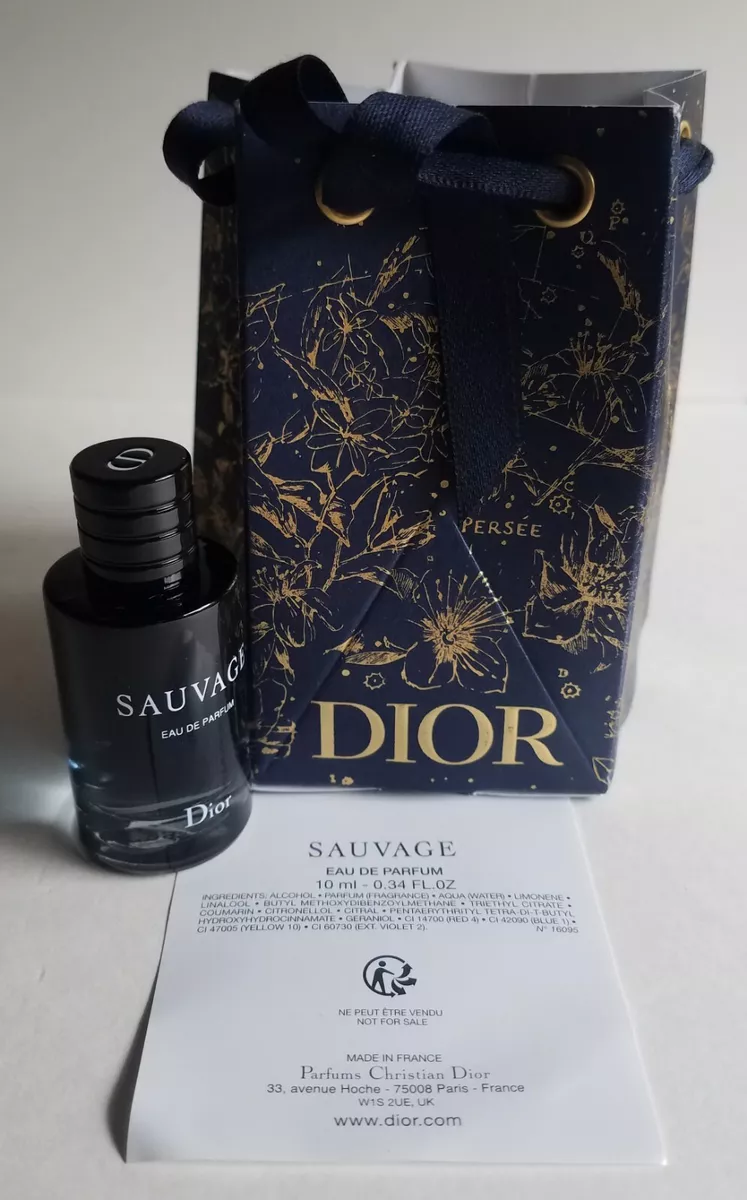 PERSÉE
DIOR
SAUVAGE
EAU DE PARFUM
Dior
SAUVAGE
EAU DE PARFUM
10 ml - 0.34 FL.OZ
INGREDIENTS: ALCOHOL • PARFUM (FRAGRANCE) • AQUA (WATER) • LIMONENE •
LINALOOL • BUTYL METHOXYDIBENZOYLMETHANE • TRIETHYL CITRATE •
COUMARIN • CITRONELLOL • CITRAL • PENTAERYTHRITYL TETRA-DI-T-BUTYL
HYDROXYHYDROCINNAMATE • GERANIOL • CI 14700 (RED 4) • CI 42090 (BLUE 1) •
CI 47005 (YELLOW 10) • CI 60730 (EXT. VIOLET 2). N° 16095
NE PEUT ÊTRE VENDU
NOT FOR SALE
MADE IN FRANCE
Parfums Christian Dior
33, avenue Hoche - 75008 Paris - France
W1S 2UE, UK
www.dior.com